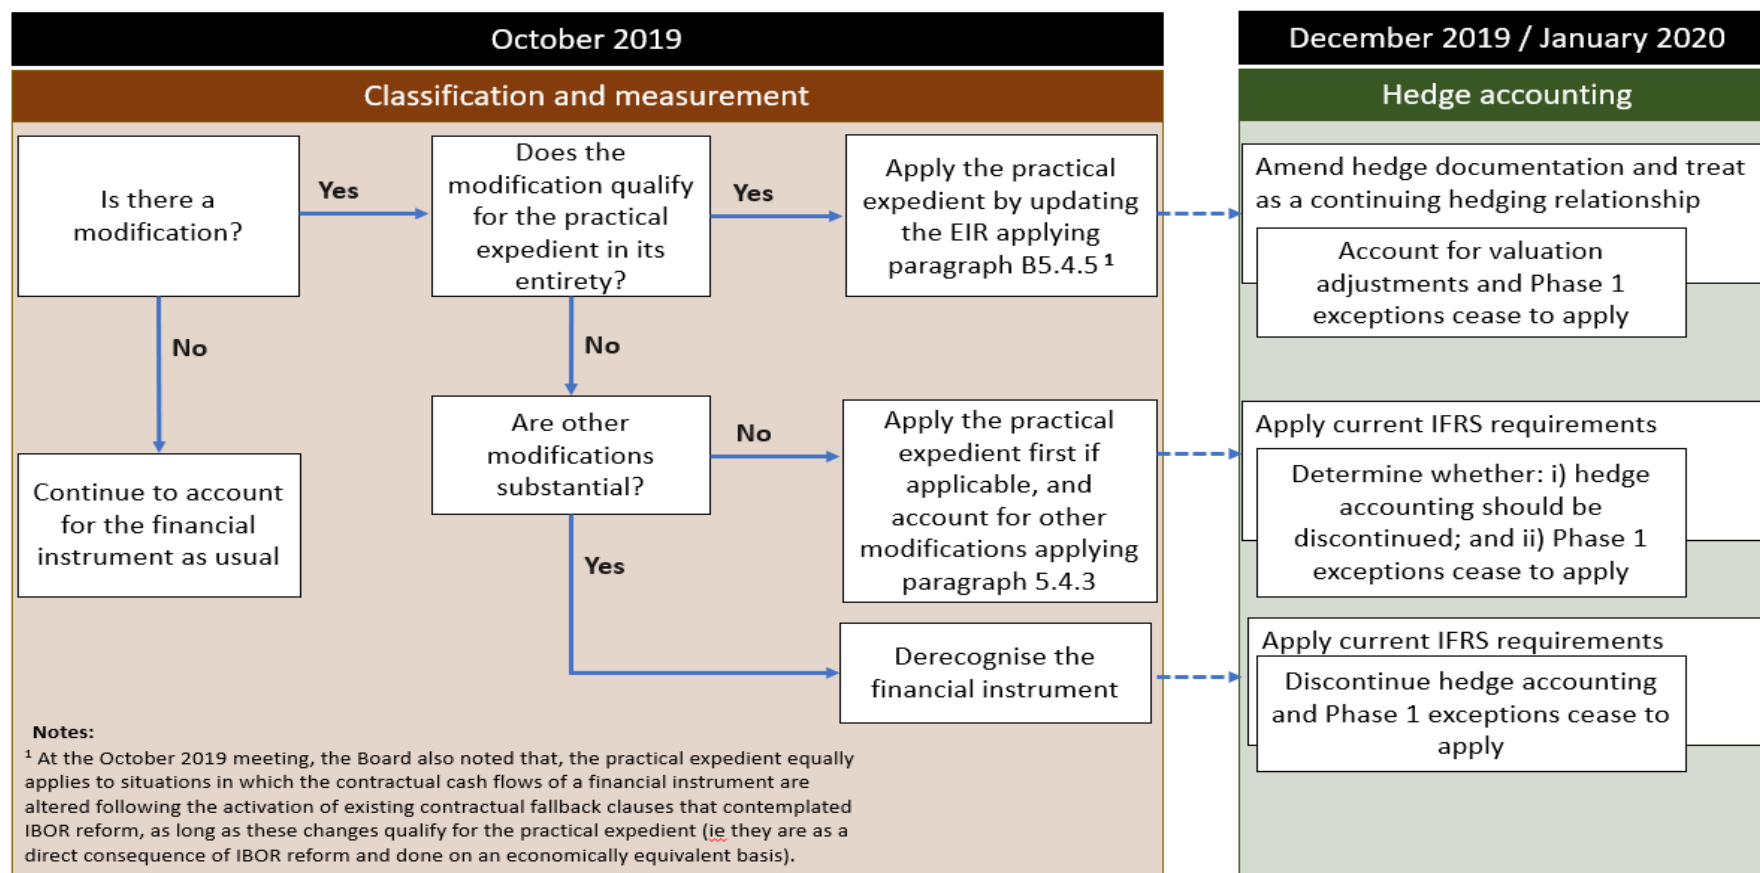 October 2019
Classification and measurement
Is there a
modification?
Yes
Does the
modification qualify
for the practical
expedient in its
entirety?
Yes
Apply the practical
expedient by updating
the EIR applying
paragraph B5.4.5 1
No
No
Continue to account
for the financial
instrument as usual
Are other
modifications
substantial?
No
Apply the practical
expedient first if
applicable, and
account for other
modifications applying
paragraph 5.4.3
Yes
Derecognise the
financial instrument
Notes:
1 At the October 2019 meeting, the Board also noted that, the practical expedient equally
applies to situations in which the contractual cash flows of a financial instrument are
altered following the activation of existing contractual fallback clauses that contemplated
IBOR reform, as long as these changes qualify for the practical expedient (ie they are as a
direct consequence of IBOR reform and done on an economically equivalent basis).
December 2019 / January 2020
Hedge accounting
Amend hedge documentation and treat
as a continuing hedging relationship
Account for valuation
adjustments and Phase 1
exceptions cease to apply
Apply current IFRS requirements
Determine whether: i) hedge
accounting should be
discontinued; and ii) Phase 1
exceptions cease to apply
Apply current IFRS requirements
Discontinue hedge accounting
and Phase 1 exceptions cease to
apply